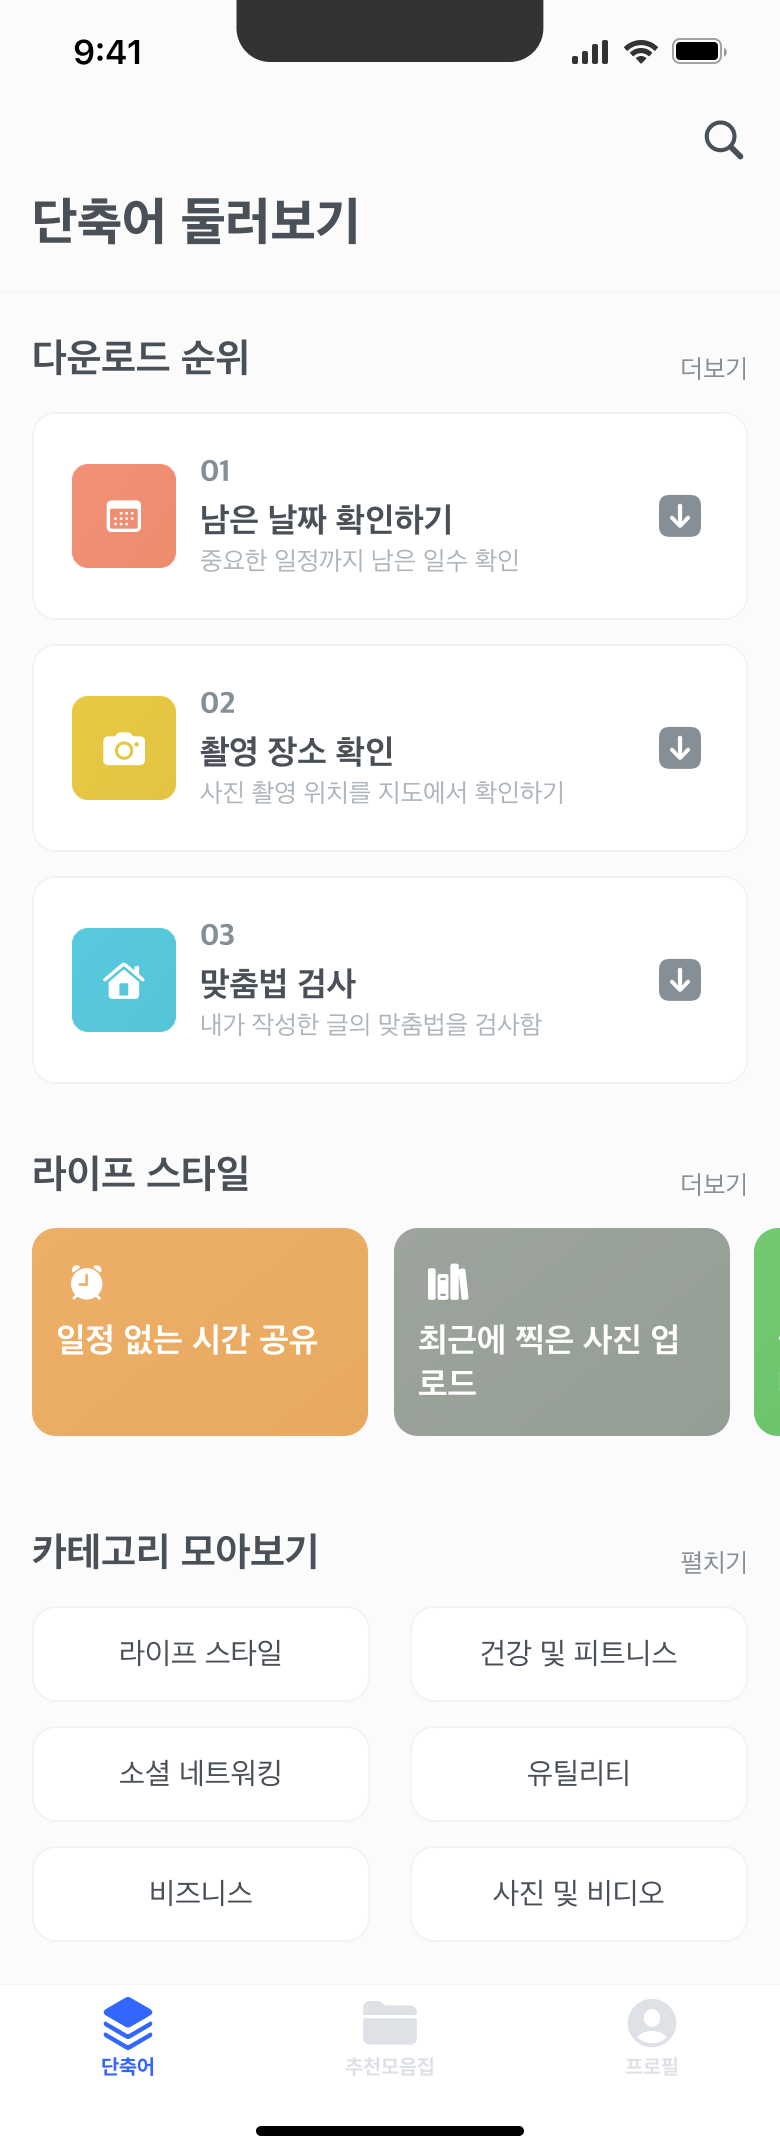 9:41
단축어 둘러보기
다운로드 순위
더보기
01
남은 날짜 확인하기
중요한 일정까지 남은 일수 확인
02
촬영 장소 확인
사진 촬영 위치를 지도에서 확인하기
03
맞춤법 검사
내가 작성한 글의 맞춤법을 검사함
라이프 스타일
더보기
일정 없는 시간 공유
최근에 찍은 사진 업
로드
카테고리 모아보기
펼치기
라이프 스타일
건강 및 피트니스
소셜 네트워킹
유틸리티
비즈니스
사진 및 비디오
단축어
추천모음집
프로필